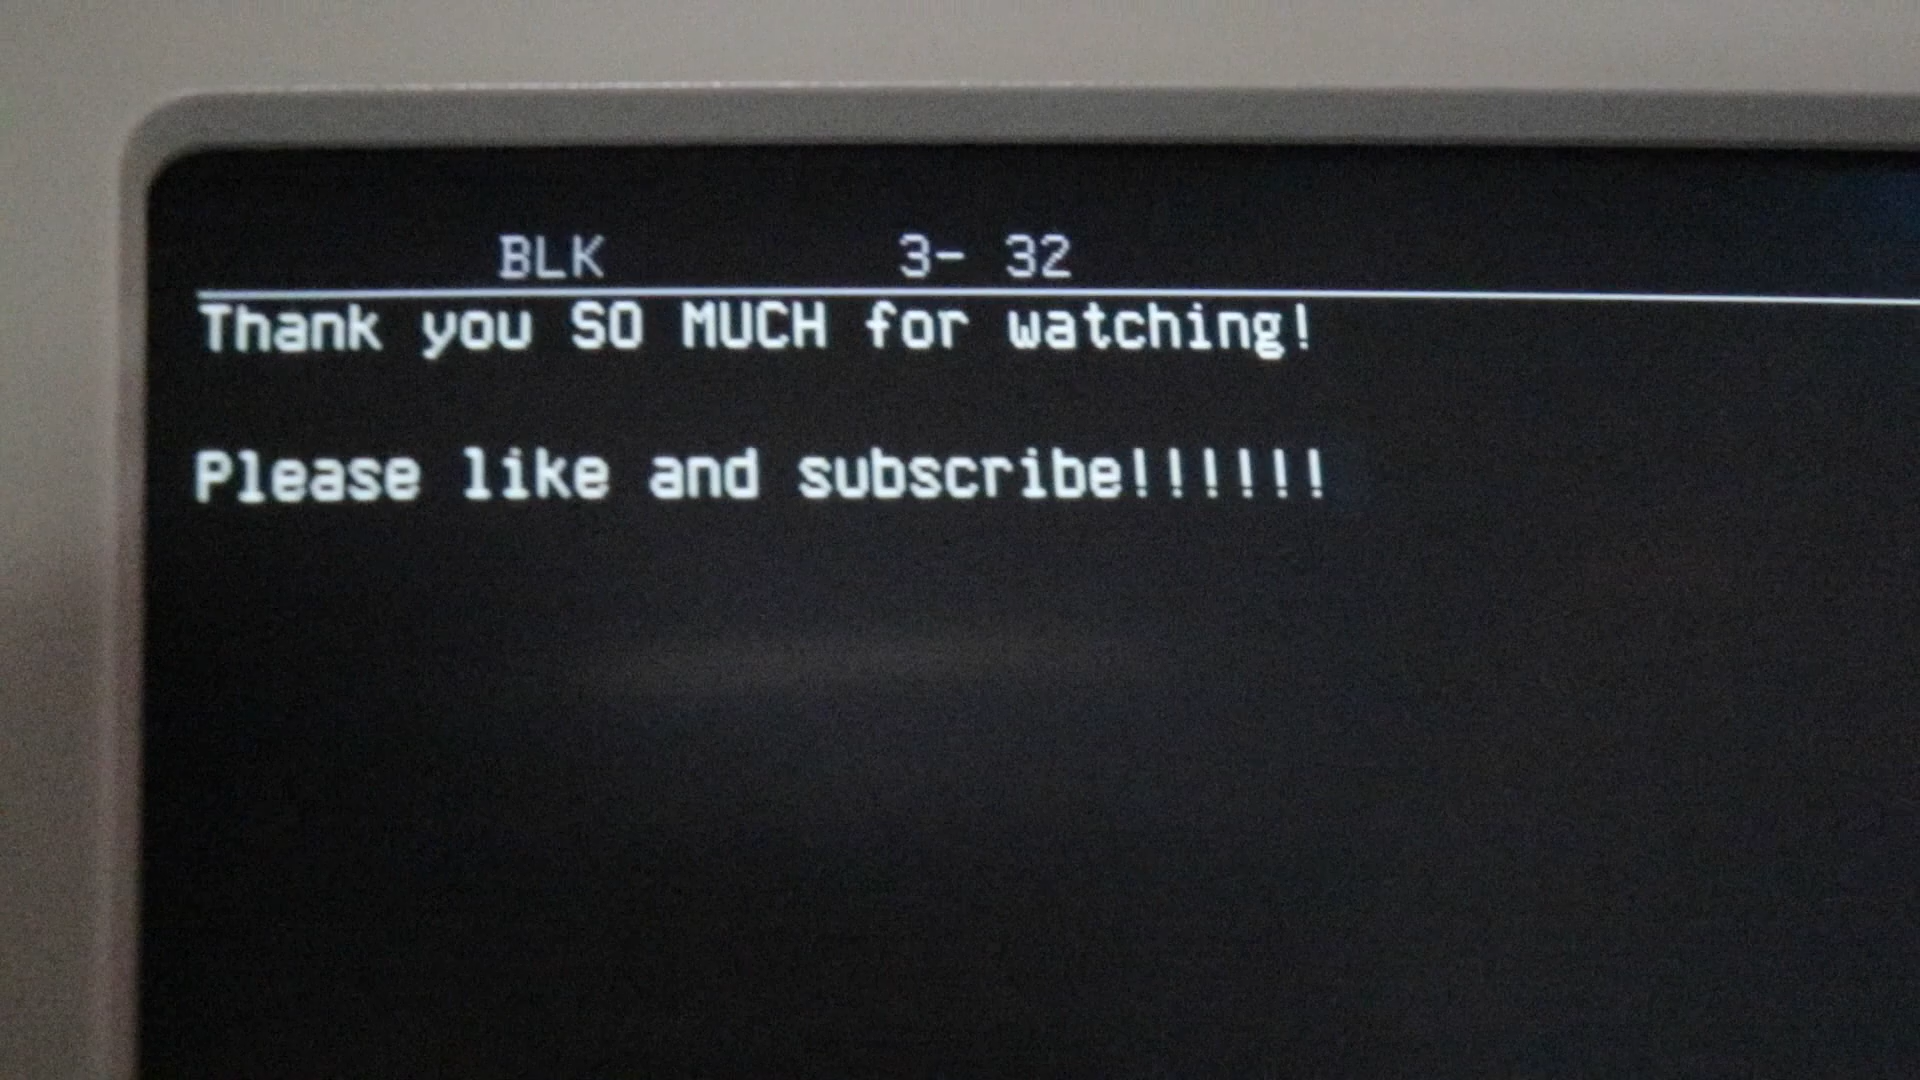 BLK 3- 32
Thank you SO MUCH for watching!
Please like and subscribe!!!!!!